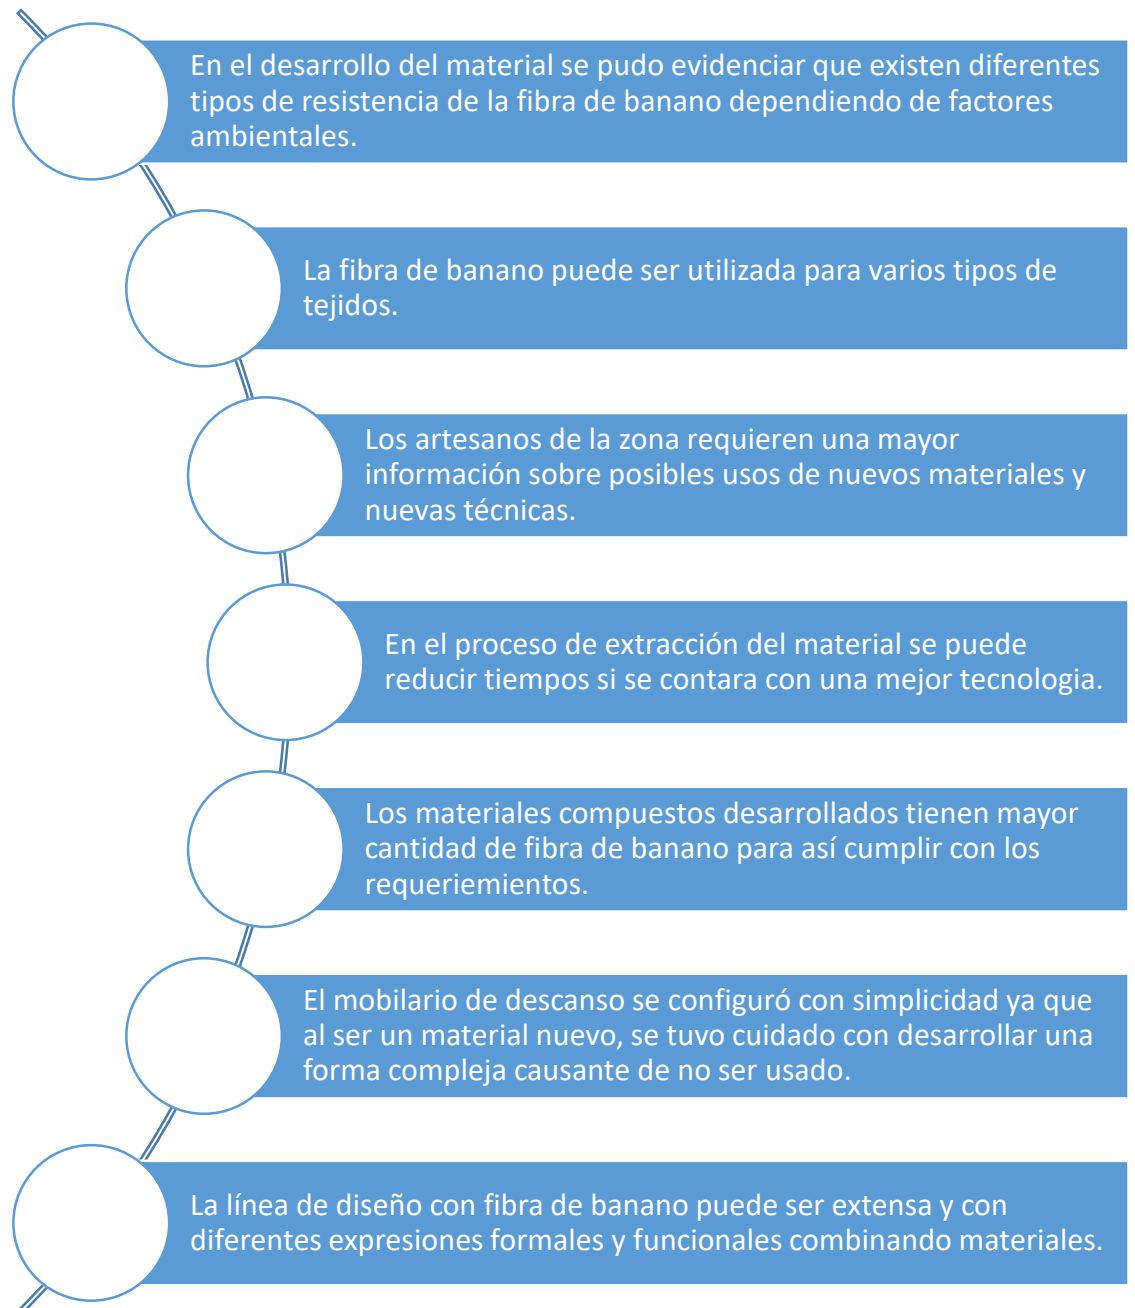 En el desarrollo del material se pudo evidenciar que existen diferentes
tipos de resistencia de la fibra de banano dependiendo de factores
ambientales.
La fibra de banano puede ser utilizada para varios tipos de
tejidos.
Los artesanos de la zona requieren una mayor
información sobre posibles usos de nuevos materiales y
nuevas técnicas.
En el proceso de extracción del material se puede
reducir tiempos si se contara con una mejor tecnologia.
Los materiales compuestos desarrollados tienen mayor
cantidad de fibra de banano para así cumplir con los
requeriemientos.
El mobilario de descanso se configuró con simplicidad ya que
al ser un material nuevo, se tuvo cuidado con desarrollar una
forma compleja causante de no ser usado.
La línea de diseño con fibra de banano puede ser extensa y con
diferentes expresiones formales y funcionales combinando materiales.